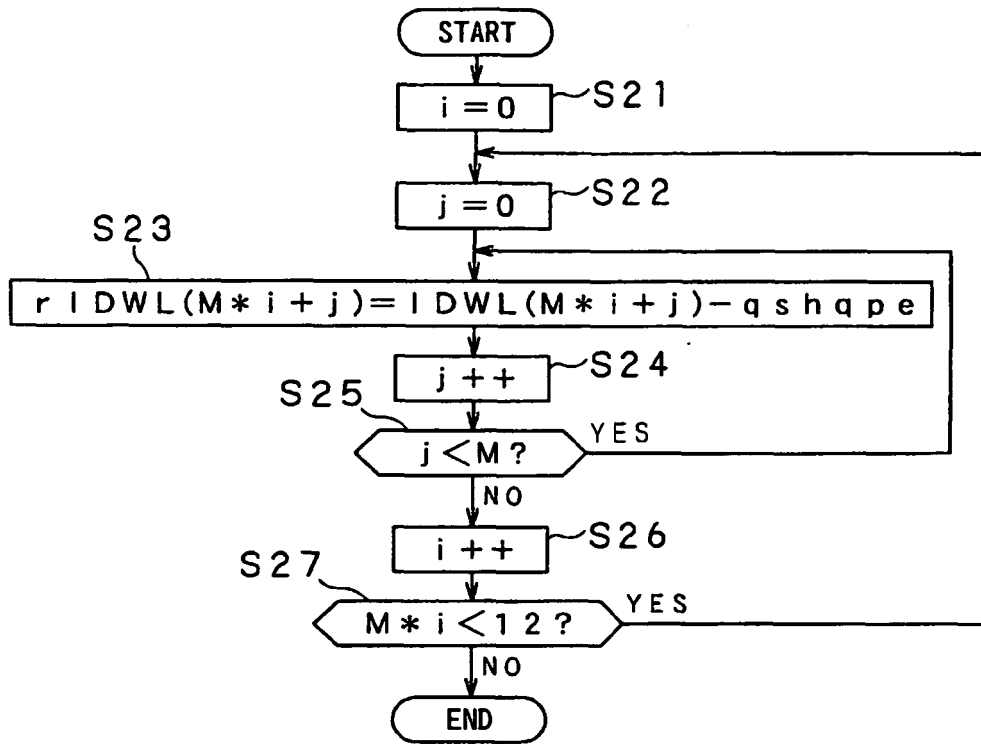 START
S21
i=0
S22
j=0
S23
rIDWL(M*i+j)=IDWL(M*i+j)-qshqpe
S24
j++
S25
j<M?
YES
NO
S26
i++
S27
M*i<12?
YES
NO
END